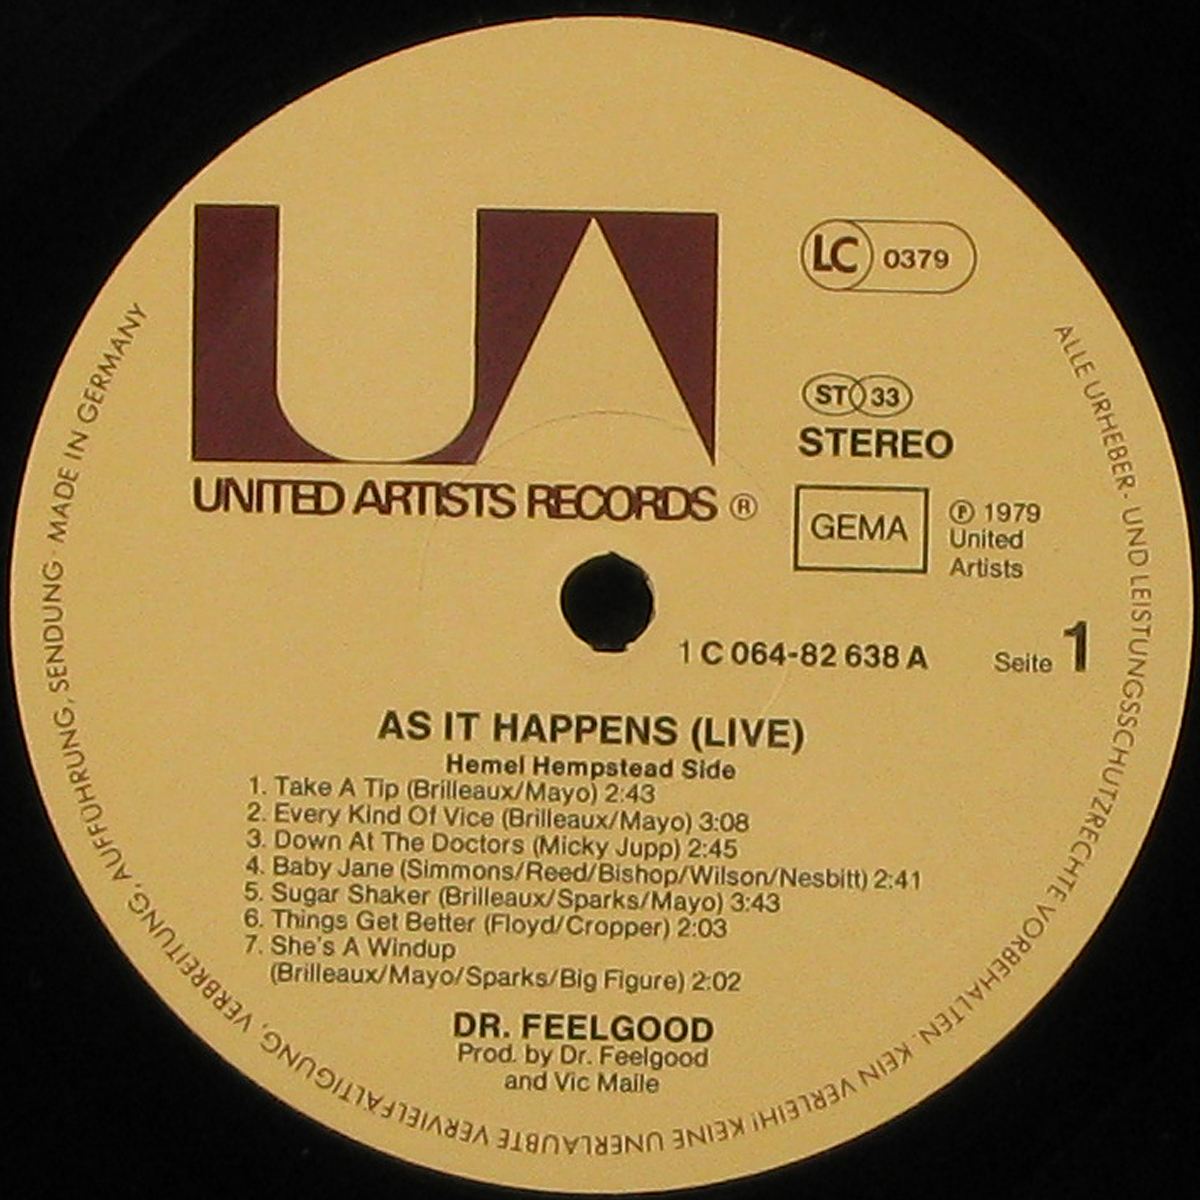 UA
UNITED ARTISTS RECORDS ®
LC 0379
ST 33
STEREO
GEMA
℗ 1979
United
Artists
1 C 064-82 638 A
Seite 1
AS IT HAPPENS (LIVE)
Hemel Hempstead Side
1. Take A Tip (Brilleaux/Mayo) 2:43
2. Every Kind Of Vice (Brilleaux/Mayo) 3:08
3. Down At The Doctors (Micky Jupp) 2:45
4. Baby Jane (Simmons/Reed/Bishop/Wilson/Nesbitt) 2:41
5. Sugar Shaker (Brilleaux/Sparks/Mayo) 3:43
6. Things Get Better (Floyd/Cropper) 2:03
7. She's A Windup
(Brilleaux/Mayo/Sparks/Big Figure) 2:02
DR. FEELGOOD
Prod. by Dr. Feelgood
and Vic Maile
ALLE URHEBER- UND LEISTUNGSSCHUTZRECHTE VORBEHALTEN. KEIN VERLEIH! KEINE UNERLAUBTE VERVIELFÄLTIGUNG, VERBREITUNG, AUFFÜHRUNG, SENDUNG · MADE IN GERMANY